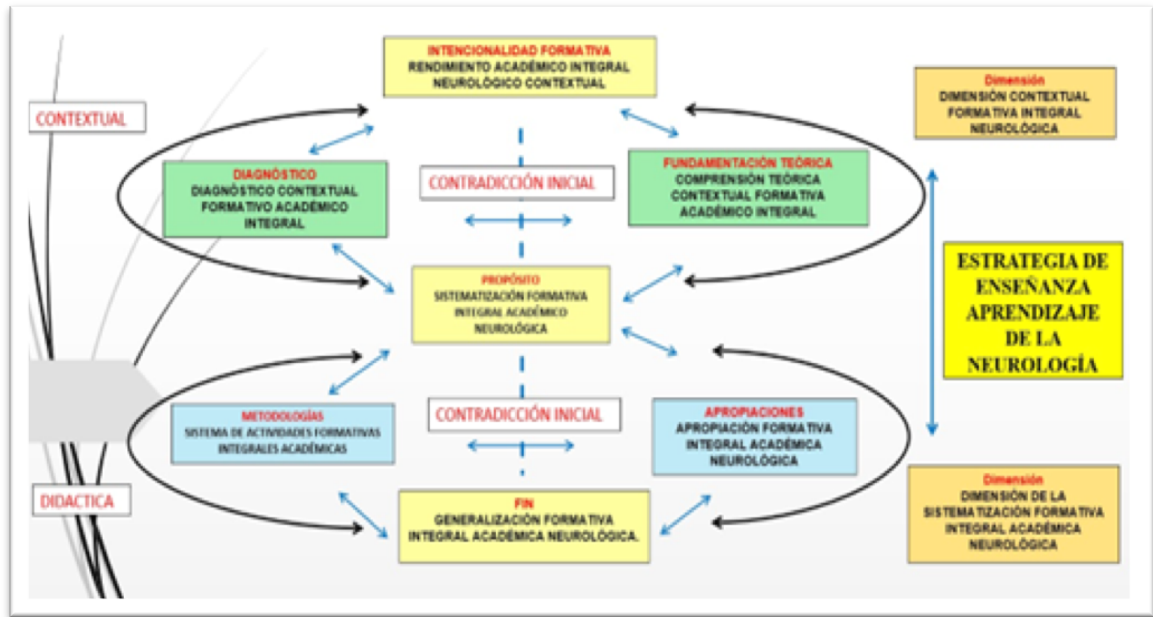 INTENCIONALIDAD FORMATIVA
RENDIMIENTO ACADÉMICO INTEGRAL
NEUROLÓGICO CONTEXTUAL
Dimensión
DIMENSIÓN CONTEXTUAL
FORMATIVA INTEGRAL
NEUROLÓGICA
CONTEXTUAL
DIAGNÓSTICO
DIAGNÓSTICO CONTEXTUAL
FORMATIVO ACADÉMICO
INTEGRAL
CONTRADICCIÓN INICIAL
FUNDAMENTACIÓN TEÓRICA
COMPRENSIÓN TEÓRICA
CONTEXTUAL FORMATIVA
ACADÉMICO INTEGRAL
PROPÓSITO
SISTEMATIZACIÓN FORMATIVA
INTEGRAL ACADÉMICO
NEUROLÓGICA
ESTRATEGIA DE
ENSEÑANZA
APRENDIZAJE
DE LA
NEUROLOGÍA
METODOLOGÍAS
SISTEMA DE ACTIVIDADES FORMATIVAS
INTEGRALES ACADÉMICAS
CONTRADICCIÓN INICIAL
APROPIACIONES
APROPIACIÓN FORMATIVA
INTEGRAL ACADÉMICA
NEUROLÓGICA
DIDACTICA
FIN
GENERALIZACIÓN FORMATIVA
INTEGRAL ACADÉMICA NEUROLÓGICA.
Dimensión
DIMENSIÓN DE LA
SISTEMATIZACIÓN FORMATIVA
INTEGRAL ACADÉMICA
NEUROLÓGICA